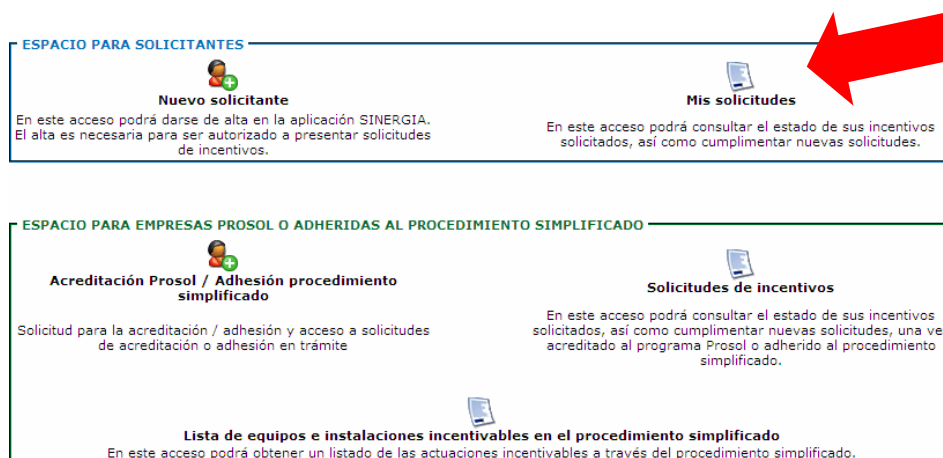 ESPACIO PARA SOLICITANTES
Nuevo solicitante
En este acceso podrá darse de alta en la aplicación SINERGIA.
El alta es necesaria para ser autorizado a presentar solicitudes
de incentivos.
Mis solicitudes
En este acceso podrá consultar el estado de sus incentivos
solicitados, así como cumplimentar nuevas solicitudes.
ESPACIO PARA EMPRESAS PROSOL O ADHERIDAS AL PROCEDIMIENTO SIMPLIFICADO
Acreditación Prosol / Adhesión procedimiento
simplificado
Solicitud para la acreditación / adhesión y acceso a solicitudes
de acreditación o adhesión en trámite
Solicitudes de incentivos
En este acceso podrá consultar el estado de sus incentivos
solicitados, así como cumplimentar nuevas solicitudes, una ve
acreditado al programa Prosol o adherido al procedimiento
simplificado.
Lista de equipos e instalaciones incentivables en el procedimiento simplificado
En este acceso podrá obtener un listado de las actuaciones incentivables a través del procedimiento simplificado.